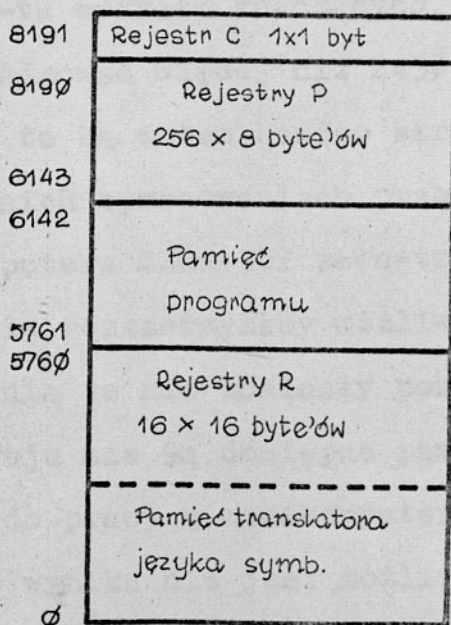 8191 Rejestr C 1x1 byt
8190 Rejestry P
256 x 8 byte'ów
6143
6142
Pamięć
programu
5761
5760
Rejestry R
16 x 16 byte'ów
Pamięć translatora
języka symb.
0